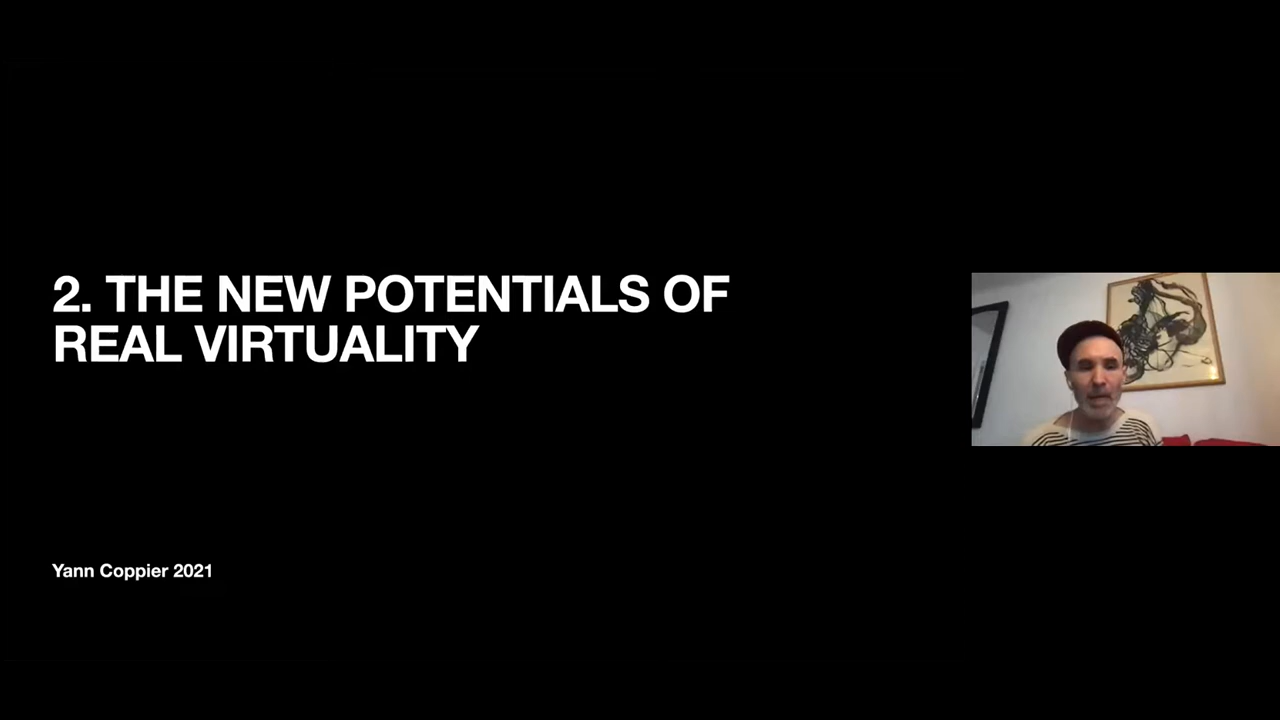 2. THE NEW POTENTIALS OF
REAL VIRTUALITY
Yann Coppier 2021